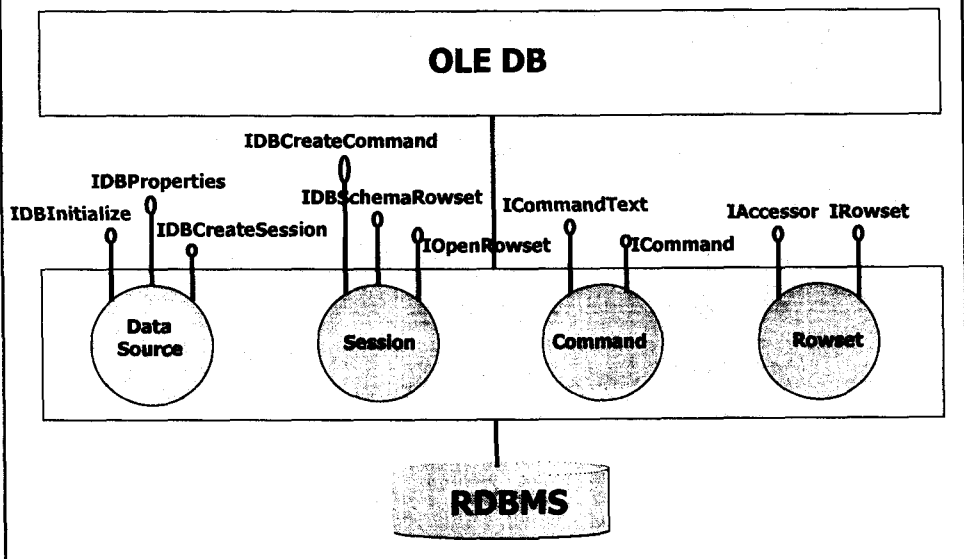 OLE DB
IDBCreateCommand
IDBProperties
IDBSchemaRowset
IDBInitialize
IDBCreateSession
ICommandText
IAccessor IRowset
IOpenRowset
ICommand
Data
Source
Session
Command
Rowset
RDBMS